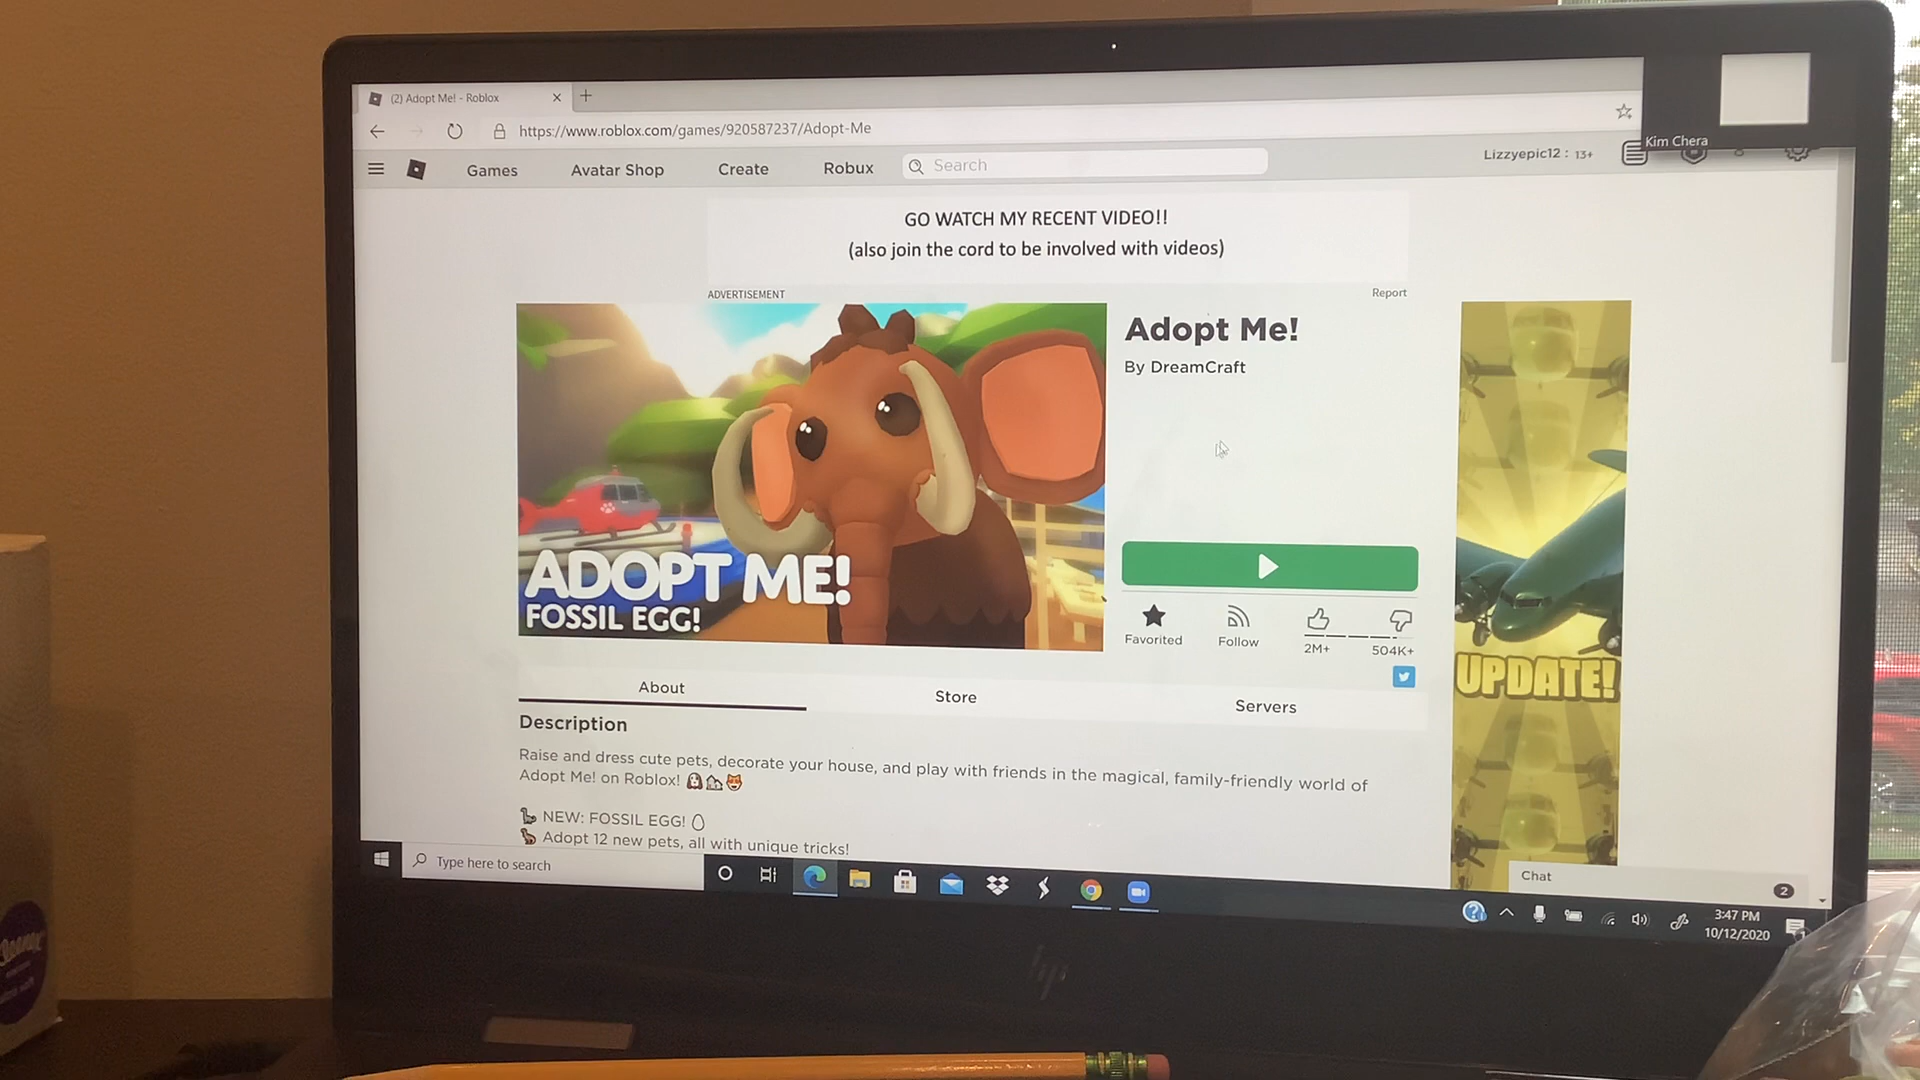 (2) Adopt Me! - Roblox
https://www.roblox.com/games/920587237/Adopt-Me
Kim Chera
Games Avatar Shop Create Robux Search Lizzyepic12 : 13+
GO WATCH MY RECENT VIDEO!!
(also join the cord to be involved with videos)
ADVERTISEMENT Report
Adopt Me!
By DreamCraft
ADOPT ME!
FOSSIL EGG!
Favorited Follow 2M+ 504K+
UPDATE!
About Store Servers
Description
Raise and dress cute pets, decorate your house, and play with friends in the magical, family-friendly world of
Adopt Me! on Roblox!
NEW: FOSSIL EGG!
Adopt 12 new pets, all with unique tricks!
Chat 2
Type here to search
3:47 PM
10/12/2020
hp
Kleenex